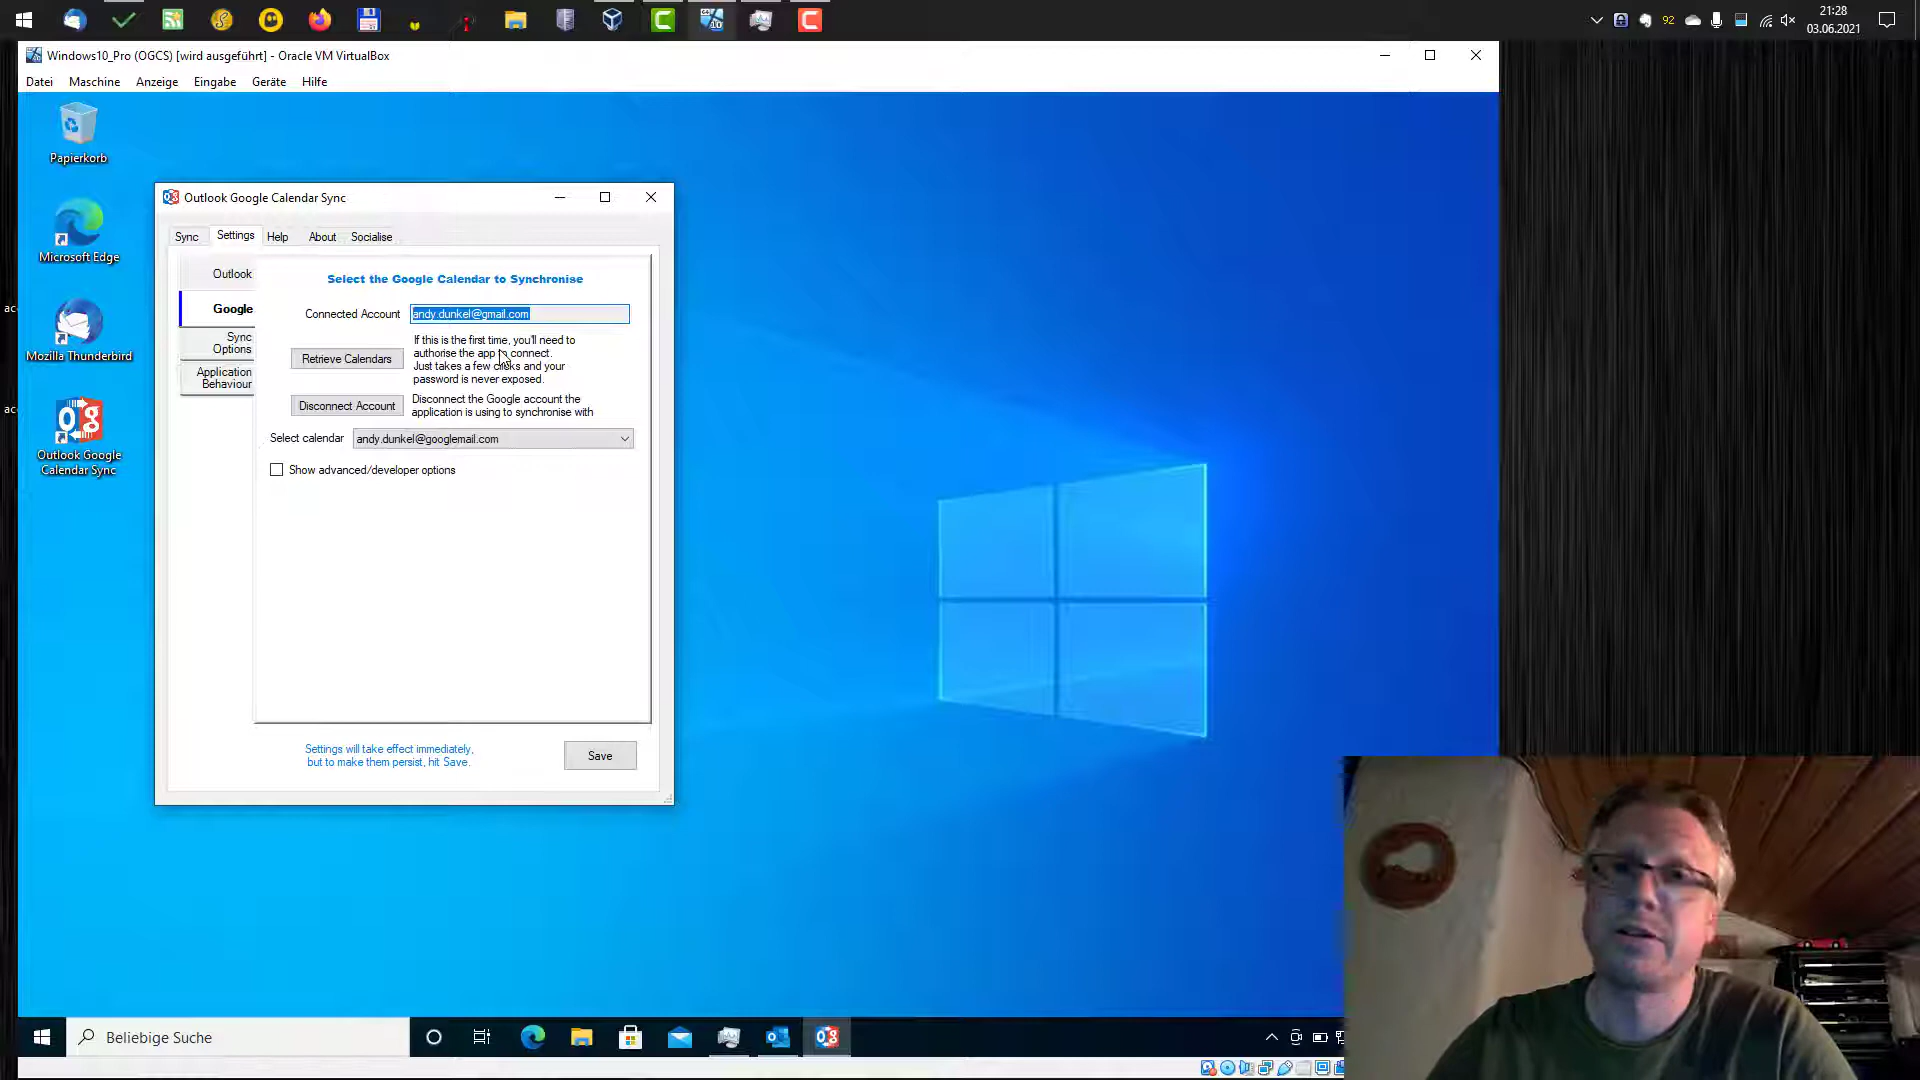 92
21:28
03.06.2021
Windows10_Pro (OGCS) [wird ausgeführt] - Oracle VM VirtualBox
Datei Maschine Anzeige Eingabe Geräte Hilfe
Papierkorb
Microsoft Edge
Mozilla Thunderbird
Outlook Google
Calendar Sync
Outlook Google Calendar Sync
Sync Settings Help About Socialise
Outlook
Google
Sync
Options
Application
Behaviour
Select the Google Calendar to Synchronise
Connected Account andy.dunkel@gmail.com
Retrieve Calendars
If this is the first time, you'll need to
authorise the app to connect.
Just takes a few clicks and your
password is never exposed.
Disconnect Account
Disconnect the Google account the
application is using to synchronise with
Select calendar andy.dunkel@googlemail.com
Show advanced/developer options
Settings will take effect immediately,
but to make them persist, hit Save.
Save
Beliebige Suche